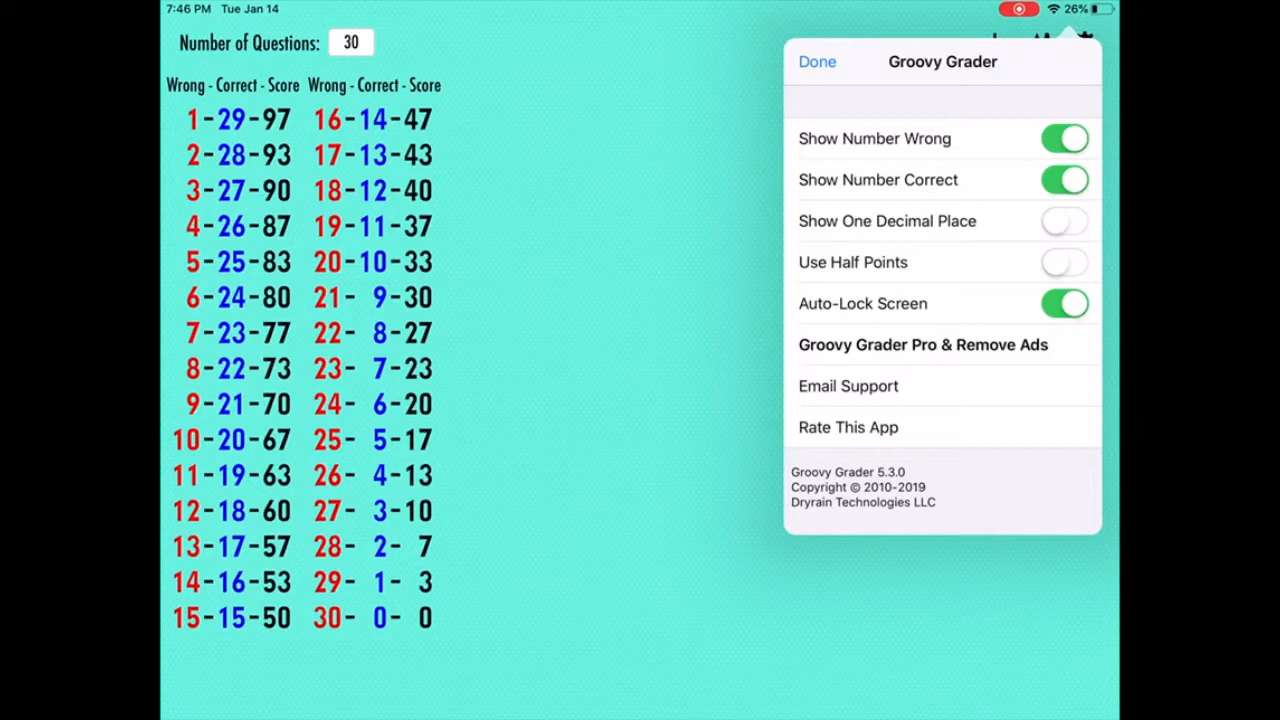 7:46 PM Tue Jan 14
26%
Number of Questions: 30
Wrong - Correct - Score Wrong - Correct - Score
1-29-97 16-14-47
2-28-93 17-13-43
3-27-90 18-12-40
4-26-87 19-11-37
5-25-83 20-10-33
6-24-80 21- 9-30
7-23-77 22- 8-27
8-22-73 23- 7-23
9-21-70 24- 6-20
10-20-67 25- 5-17
11-19-63 26- 4-13
12-18-60 27- 3-10
13-17-57 28- 2- 7
14-16-53 29- 1- 3
15-15-50 30- 0- 0
Done Groovy Grader
Show Number Wrong
Show Number Correct
Show One Decimal Place
Use Half Points
Auto-Lock Screen
Groovy Grader Pro & Remove Ads
Email Support
Rate This App
Groovy Grader 5.3.0
Copyright © 2010-2019
Dryrain Technologies LLC